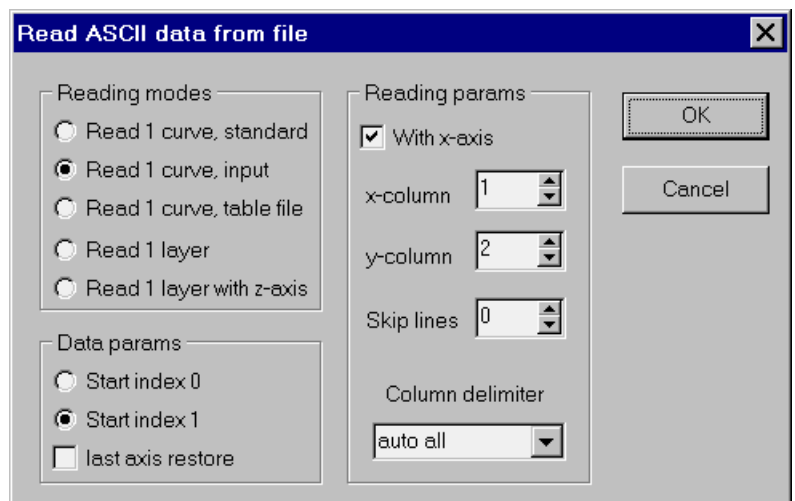 Read ASCII data from file
Reading modes
Read 1 curve, standard
Read 1 curve, input
Read 1 curve, table file
Read 1 layer
Read 1 layer with z-axis
Data params
Start index 0
Start index 1
last axis restore
Reading params
With x-axis
x-column 1
y-column 2
Skip lines 0
Column delimiter
auto all
OK
Cancel